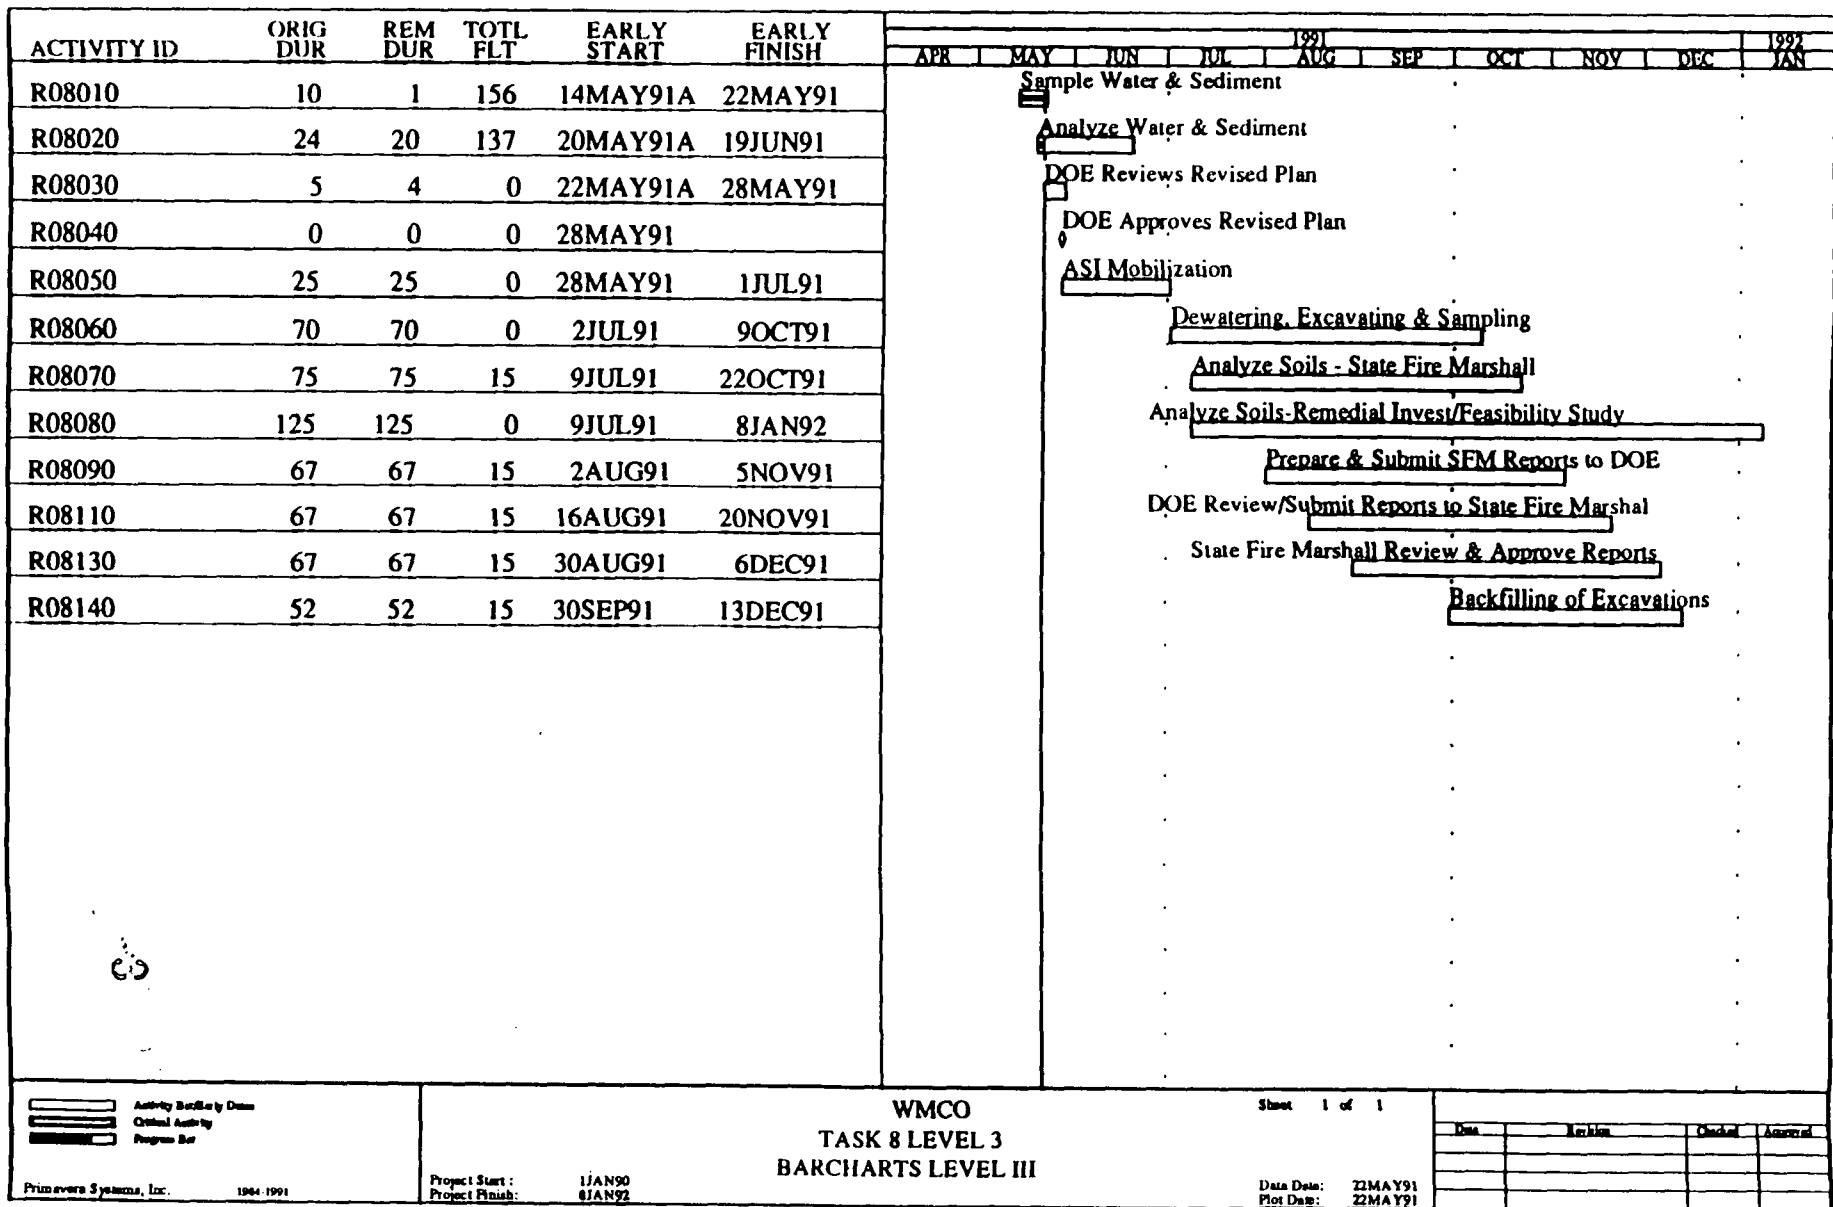 ACTIVITY ID ORIG DUR REM DUR TOTL FLT EARLY START EARLY FINISH
1991 1992
APR MAY JUN JUL AUG SEP OCT NOV DEC JAN
R08010 10 1 156 14MAY91A 22MAY91 Sample Water & Sediment
R08020 24 20 137 20MAY91A 19JUN91 Analyze Water & Sediment
R08030 5 4 0 22MAY91A 28MAY91 DOE Reviews Revised Plan
R08040 0 0 0 28MAY91 DOE Approves Revised Plan
R08050 25 25 0 28MAY91 1JUL91 ASI Mobilization
R08060 70 70 0 2JUL91 9OCT91 Dewatering, Excavating & Sampling
R08070 75 75 15 9JUL91 22OCT91 Analyze Soils - State Fire Marshall
R08080 125 125 0 9JUL91 8JAN92 Analyze Soils-Remedial Invest/Feasibility Study
R08090 67 67 15 2AUG91 5NOV91 Prepare & Submit SFM Reports to DOE
R08110 67 67 15 16AUG91 20NOV91 DOE Review/Submit Reports to State Fire Marshal
R08130 67 67 15 30AUG91 6DEC91 State Fire Marshall Review & Approve Reports
R08140 52 52 15 30SEP91 13DEC91 Backfilling of Excavations
Activity Bar/Early Dates
Critical Activity
Progress Bar
Primavera Systems, Inc. 1984-1991
Project Start : 1JAN90
Project Finish: 8JAN92
WMCO
TASK 8 LEVEL 3
BARCHARTS LEVEL III
Sheet 1 of 1
Data Date: 22MAY91
Plot Date: 22MAY91
Date Revision Checked Approved